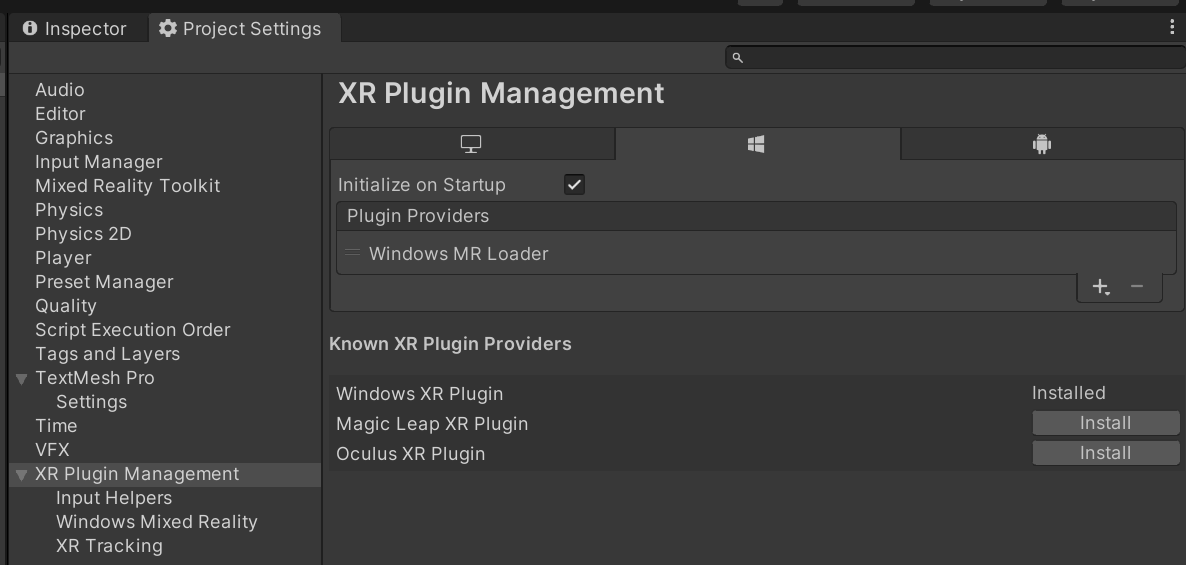 Inspector
Project Settings
Audio
Editor
Graphics
Input Manager
Mixed Reality Toolkit
Physics
Physics 2D
Player
Preset Manager
Quality
Script Execution Order
Tags and Layers
TextMesh Pro
Settings
Time
VFX
XR Plugin Management
Input Helpers
Windows Mixed Reality
XR Tracking
XR Plugin Management
Initialize on Startup
Plugin Providers
Windows MR Loader
Known XR Plugin Providers
Windows XR Plugin Installed
Magic Leap XR Plugin Install
Oculus XR Plugin Install